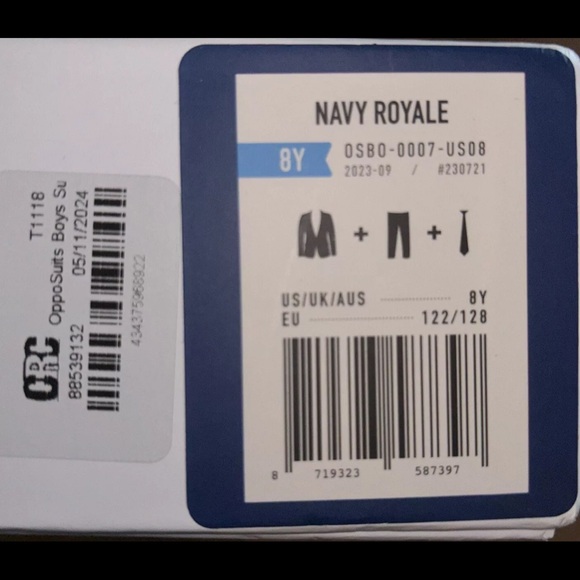 NAVY ROYALE
8Y
OSBO-0007-US08
2023-09 / #230721
+ +
US/UK/AUS 8Y
EU 122/128
8 719323 587397
CRC
T1118
OppoSuits Boys Su
88539132 05/11/2024
434375968922